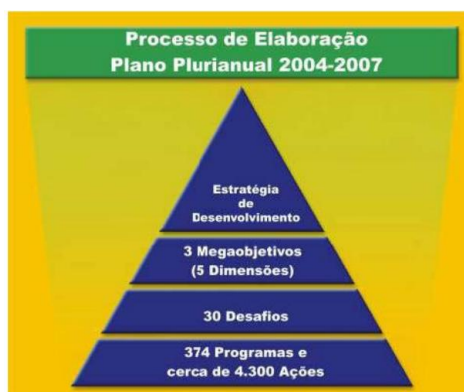 Processo de Elaboração
Plano Plurianual 2004-2007
Estratégia
de
Desenvolvimento
3 Megaobjetivos
(5 Dimensões)
30 Desafios
374 Programas e
cerca de 4.300 Ações